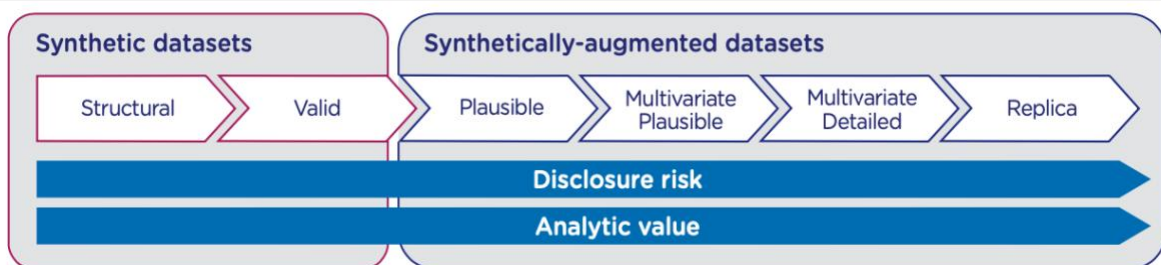 Synthetic datasets
Synthetically-augmented datasets
Structural
Valid
Plausible
Multivariate
Plausible
Multivariate
Detailed
Replica
Disclosure risk
Analytic value